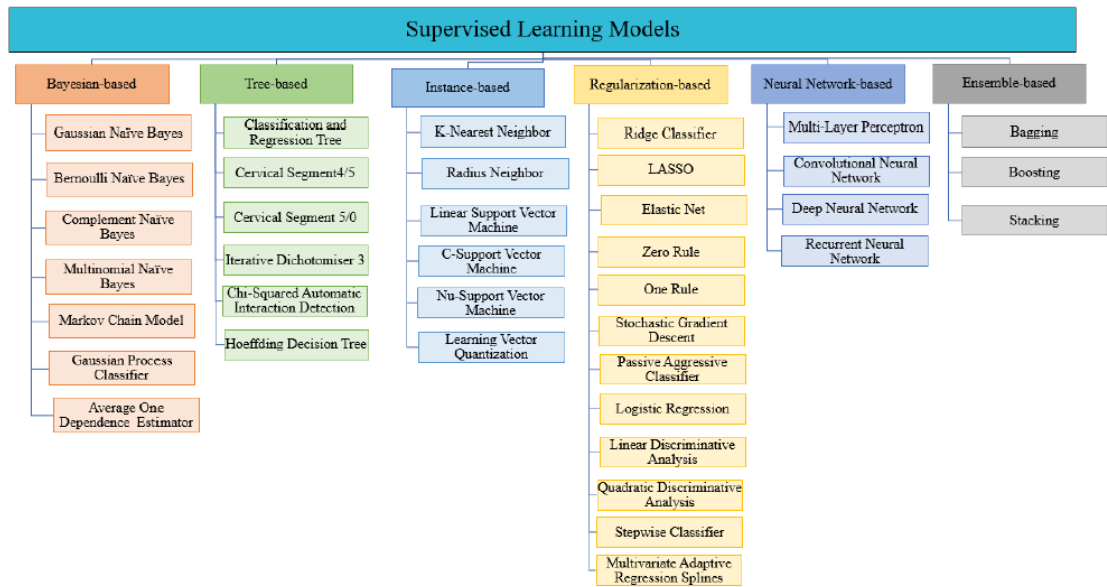 Supervised Learning Models
Bayesian-based
Gaussian Naïve Bayes
Bernoulli Naïve Bayes
Complement Naïve
Bayes
Multinomial Naïve
Bayes
Markov Chain Model
Gaussian Process
Classifier
Average One
Dependence Estimator
Tree-based
Classification and
Regression Tree
Cervical Segment4/5
Cervical Segment 5/0
Iterative Dichotomiser 3
Chi-Squared Automatic
Interaction Detection
Hoeffding Decision Tree
Instance-based
K-Nearest Neighbor
Radius Neighbor
Linear Support Vector
Machine
C-Support Vector
Machine
Nu-Support Vector
Machine
Learning Vector
Quantization
Regularization-based
Ridge Classifier
LASSO
Elastic Net
Zero Rule
One Rule
Stochastic Gradient
Descent
Passive Aggressive
Classifier
Logistic Regression
Linear Discriminative
Analysis
Quadratic Discriminative
Analysis
Stepwise Classifier
Multivariate Adaptive
Regression Splines
Neural Network-based
Multi-Layer Perceptron
Convolutional Neural
Network
Deep Neural Network
Recurrent Neural
Network
Ensemble-based
Bagging
Boosting
Stacking